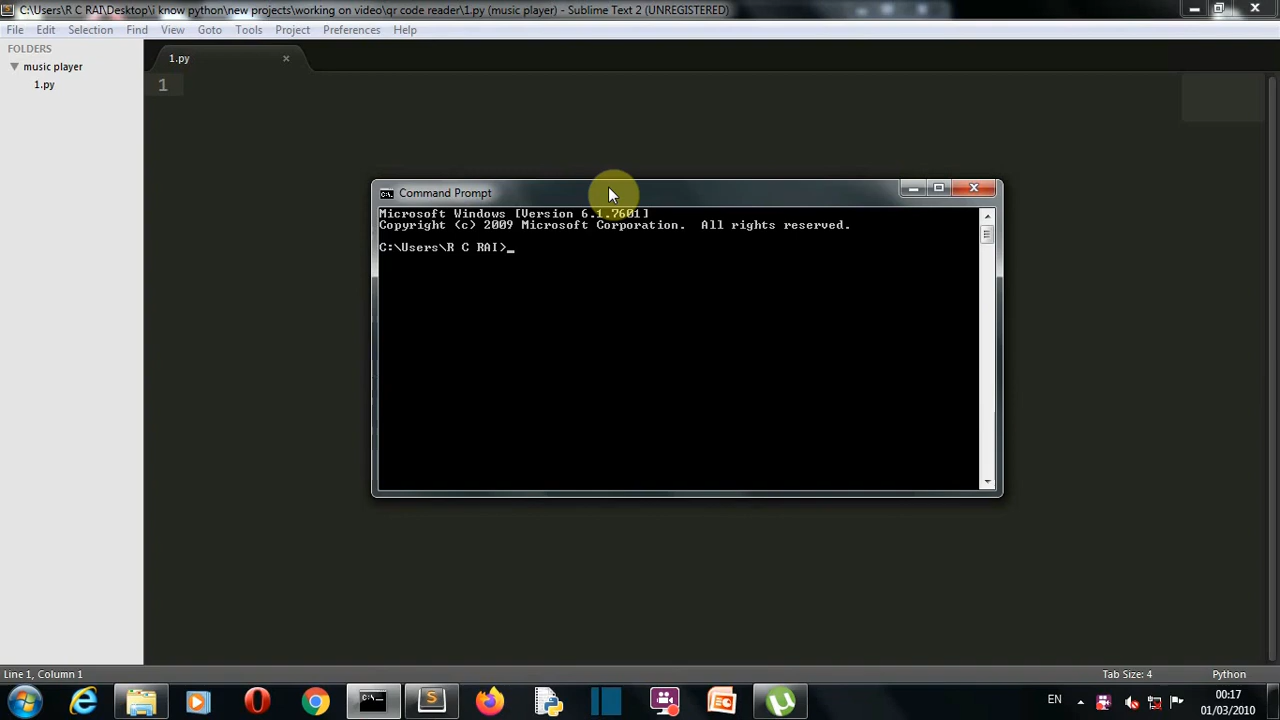 C:\Users\R C RAI\Desktop\i know python\new projects\working on video\qr code reader\1.py (music player) - Sublime Text 2 (UNREGISTERED)
File Edit Selection Find View Goto Tools Project Preferences Help
FOLDERS
music player
1.py
1.py
1
Command Prompt
Microsoft Windows [Version 6.1.7601]
Copyright (c) 2009 Microsoft Corporation. All rights reserved.
C:\Users\R C RAI>_
Line 1, Column 1
Tab Size: 4
Python
EN
00:17
01/03/2010